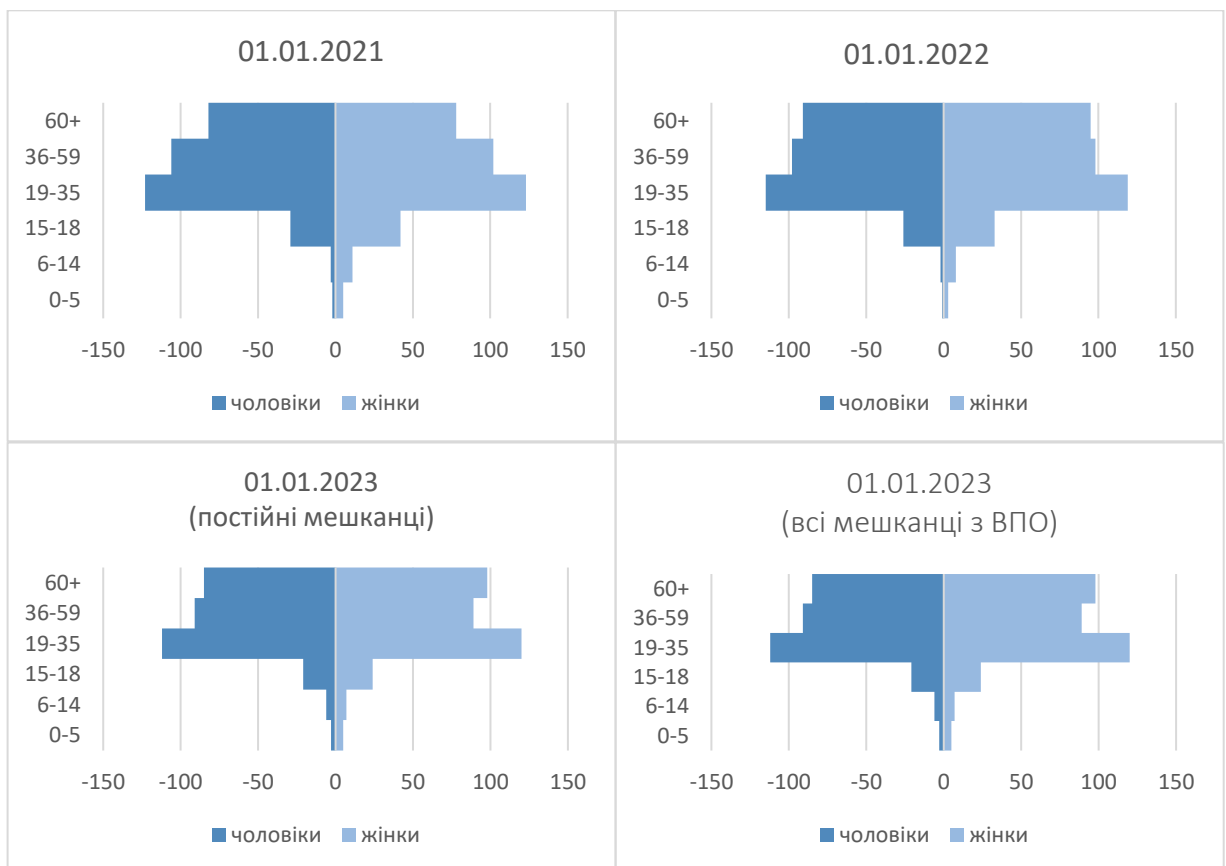 01.01.2021
60+
36-59
19-35
15-18
6-14
0-5
-150 -100 -50 0 50 100 150
чоловіки жінки
01.01.2022
60+
36-59
19-35
15-18
6-14
0-5
-150 -100 -50 0 50 100 150
чоловіки жінки
01.01.2023
(постійні мешканці)
60+
36-59
19-35
15-18
6-14
0-5
-150 -100 -50 0 50 100 150
чоловіки жінки
01.01.2023
(всі мешканці з ВПО)
60+
36-59
19-35
15-18
6-14
0-5
-150 -100 -50 0 50 100 150
чоловіки жінки